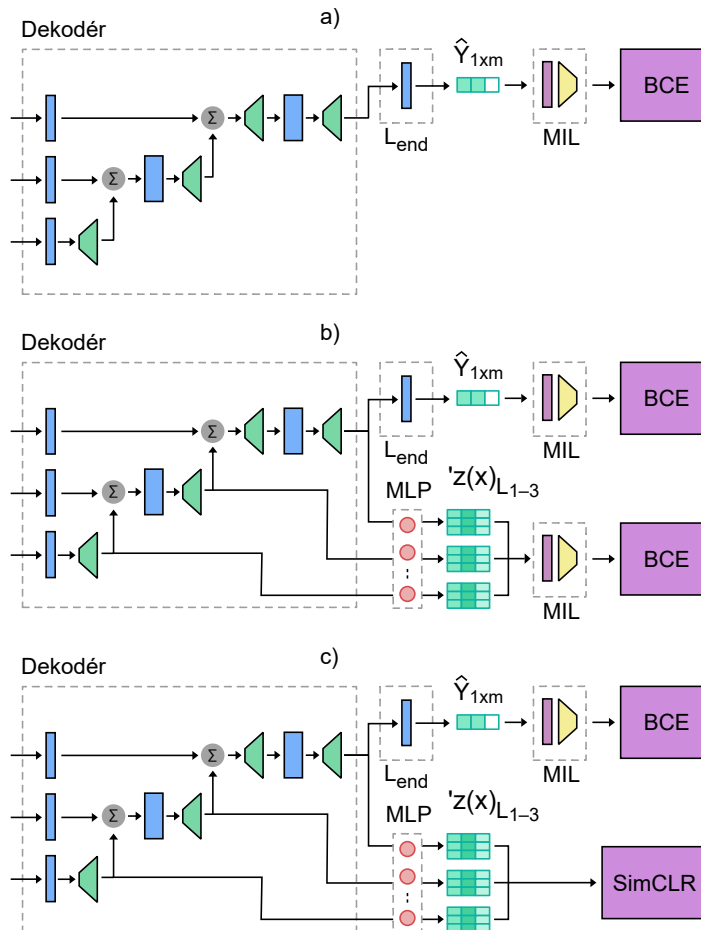 a)
Dekodér
Ŷ1xm
BCE
Σ
Σ
Lend
MIL
b)
Dekodér
Ŷ1xm
BCE
Σ
Σ
Lend
MIL
MLP
'z(x)L1–3
BCE
MIL
c)
Dekodér
Ŷ1xm
BCE
Σ
Σ
Lend
MIL
MLP
'z(x)L1–3
SimCLR